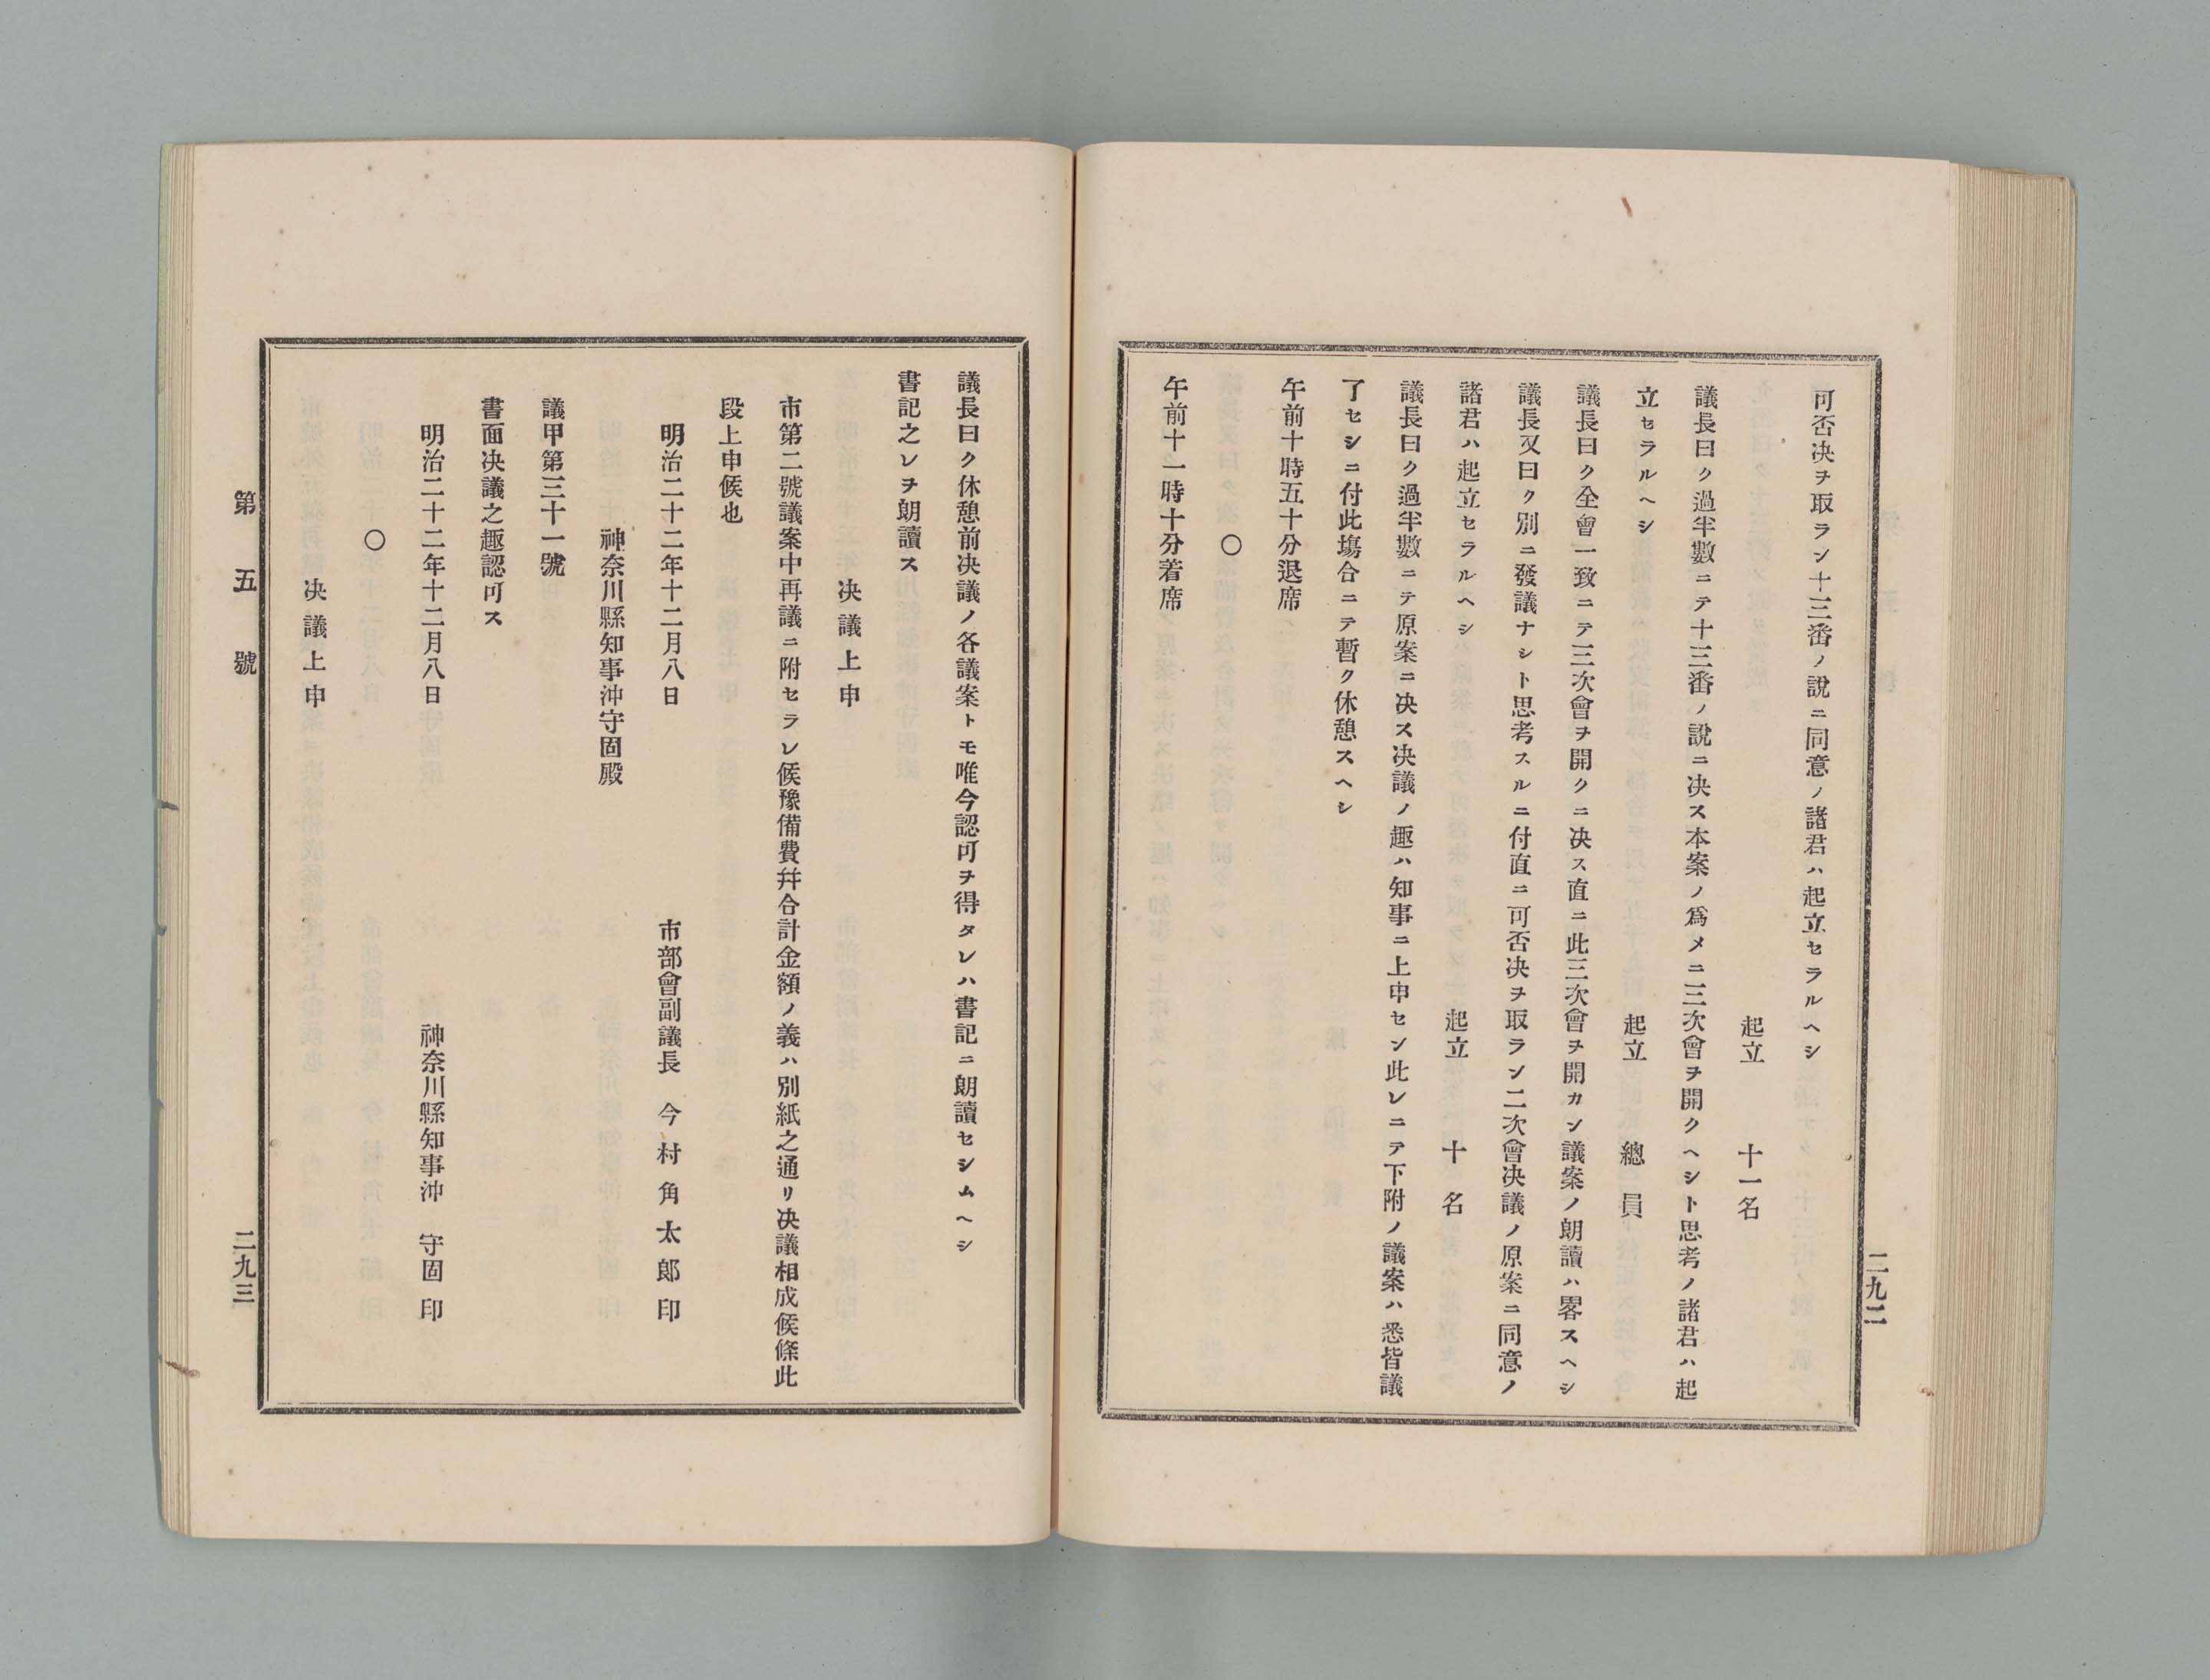 可否决ヲ取ラン十三番ノ說ニ同意ノ諸君ハ起立セラルヘシ
起立　十一名
議長曰ク過半數ニテ十三番ノ說ニ决ス本案ノ爲メニ三次會ヲ開クヘシト思考ノ諸君ハ起
立セラルヘシ
起立　總員
議長曰ク全會一致ニテ三次會ヲ開クニ决ス直ニ此三次會ヲ開カン議案ノ朗讀ハ畧スヘシ
議長又曰ク別ニ發議ナシト思考スルニ付直ニ可否决ヲ取ラン二次會决議ノ原案ニ同意ノ
諸君ハ起立セラルヘシ
起立　十名
議長曰ク過半數ニテ原案ニ决ス决議ノ趣ハ知事ニ上申セン此レニテ下附ノ議案ハ悉皆議
了セシニ付此塲合ニテ暫ク休憩スヘシ
午前十時五十分退席
〇
午前十一時十分着席
二九二
議長曰ク休憩前决議ノ各議案トモ唯今認可ヲ得タレハ書記ニ朗讀セシムヘシ
書記之レヲ朗讀ス
决議上申
市第二號議案中再議ニ附セラレ候豫備費幷合計金額ノ義ハ別紙之通リ决議相成候條此
段上申候也
明治二十二年十二月八日
市部會副議長　今村角太郞印
神奈川縣知事沖守固殿
議甲第三十一號
書面决議之趣認可ス
明治二十二年十二月八日
神奈川縣知事沖　守固印
〇
决議上申
第五號
二九三